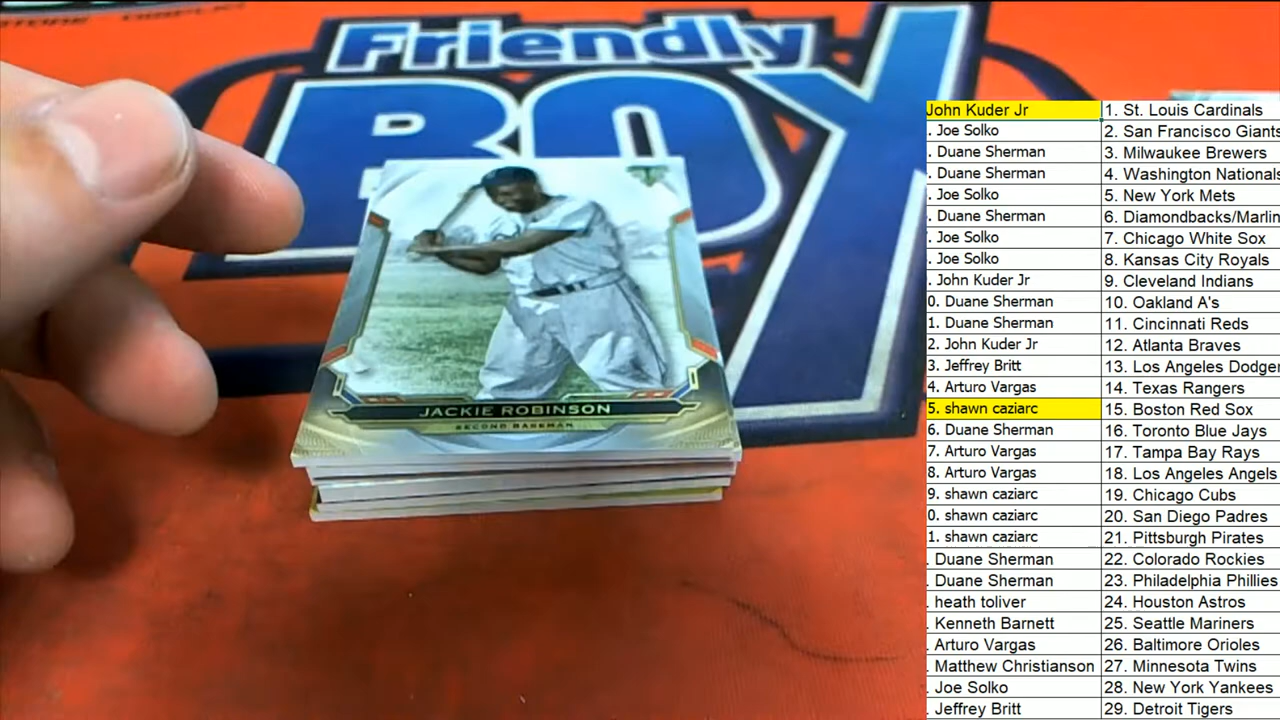 Friendly
BOX
JACKIE ROBINSON
SECOND BASEMAN
John Kuder Jr 1. St. Louis Cardinals
. Joe Solko 2. San Francisco Giants
. Duane Sherman 3. Milwaukee Brewers
. Duane Sherman 4. Washington Nationals
. Joe Solko 5. New York Mets
. Duane Sherman 6. Diamondbacks/Marlin
. Joe Solko 7. Chicago White Sox
. Joe Solko 8. Kansas City Royals
. John Kuder Jr 9. Cleveland Indians
0. Duane Sherman 10. Oakland A's
1. Duane Sherman 11. Cincinnati Reds
2. John Kuder Jr 12. Atlanta Braves
3. Jeffrey Britt 13. Los Angeles Dodger
4. Arturo Vargas 14. Texas Rangers
5. shawn caziarc 15. Boston Red Sox
6. Duane Sherman 16. Toronto Blue Jays
7. Arturo Vargas 17. Tampa Bay Rays
8. Arturo Vargas 18. Los Angeles Angels
9. shawn caziarc 19. Chicago Cubs
0. shawn caziarc 20. San Diego Padres
1. shawn caziarc 21. Pittsburgh Pirates
. Duane Sherman 22. Colorado Rockies
. Duane Sherman 23. Philadelphia Phillies
. heath toliver 24. Houston Astros
. Kenneth Barnett 25. Seattle Mariners
. Arturo Vargas 26. Baltimore Orioles
. Matthew Christianson 27. Minnesota Twins
. Joe Solko 28. New York Yankees
. Jeffrey Britt 29. Detroit Tigers